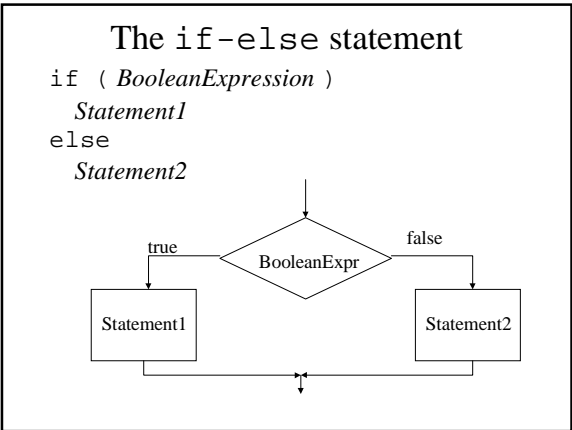 The if-else statement
if ( BooleanExpression )
Statement1
else
Statement2
true
false
BooleanExpr
Statement1
Statement2